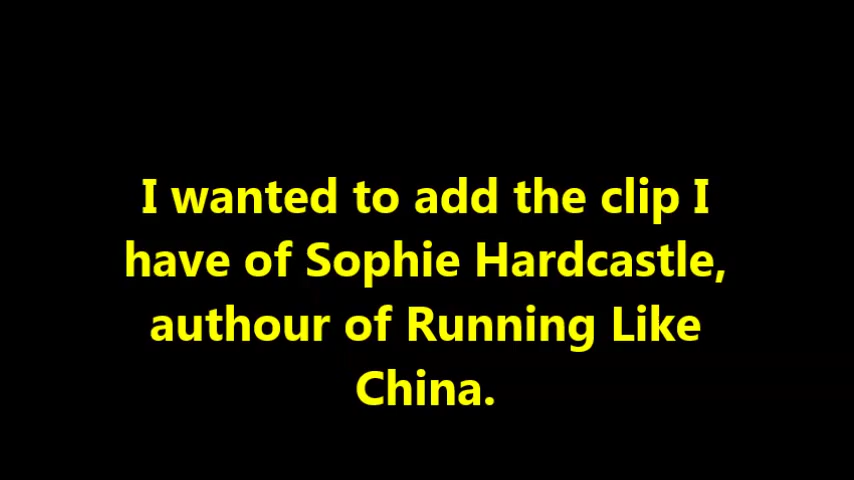 I wanted to add the clip I
have of Sophie Hardcastle,
authour of Running Like
China.